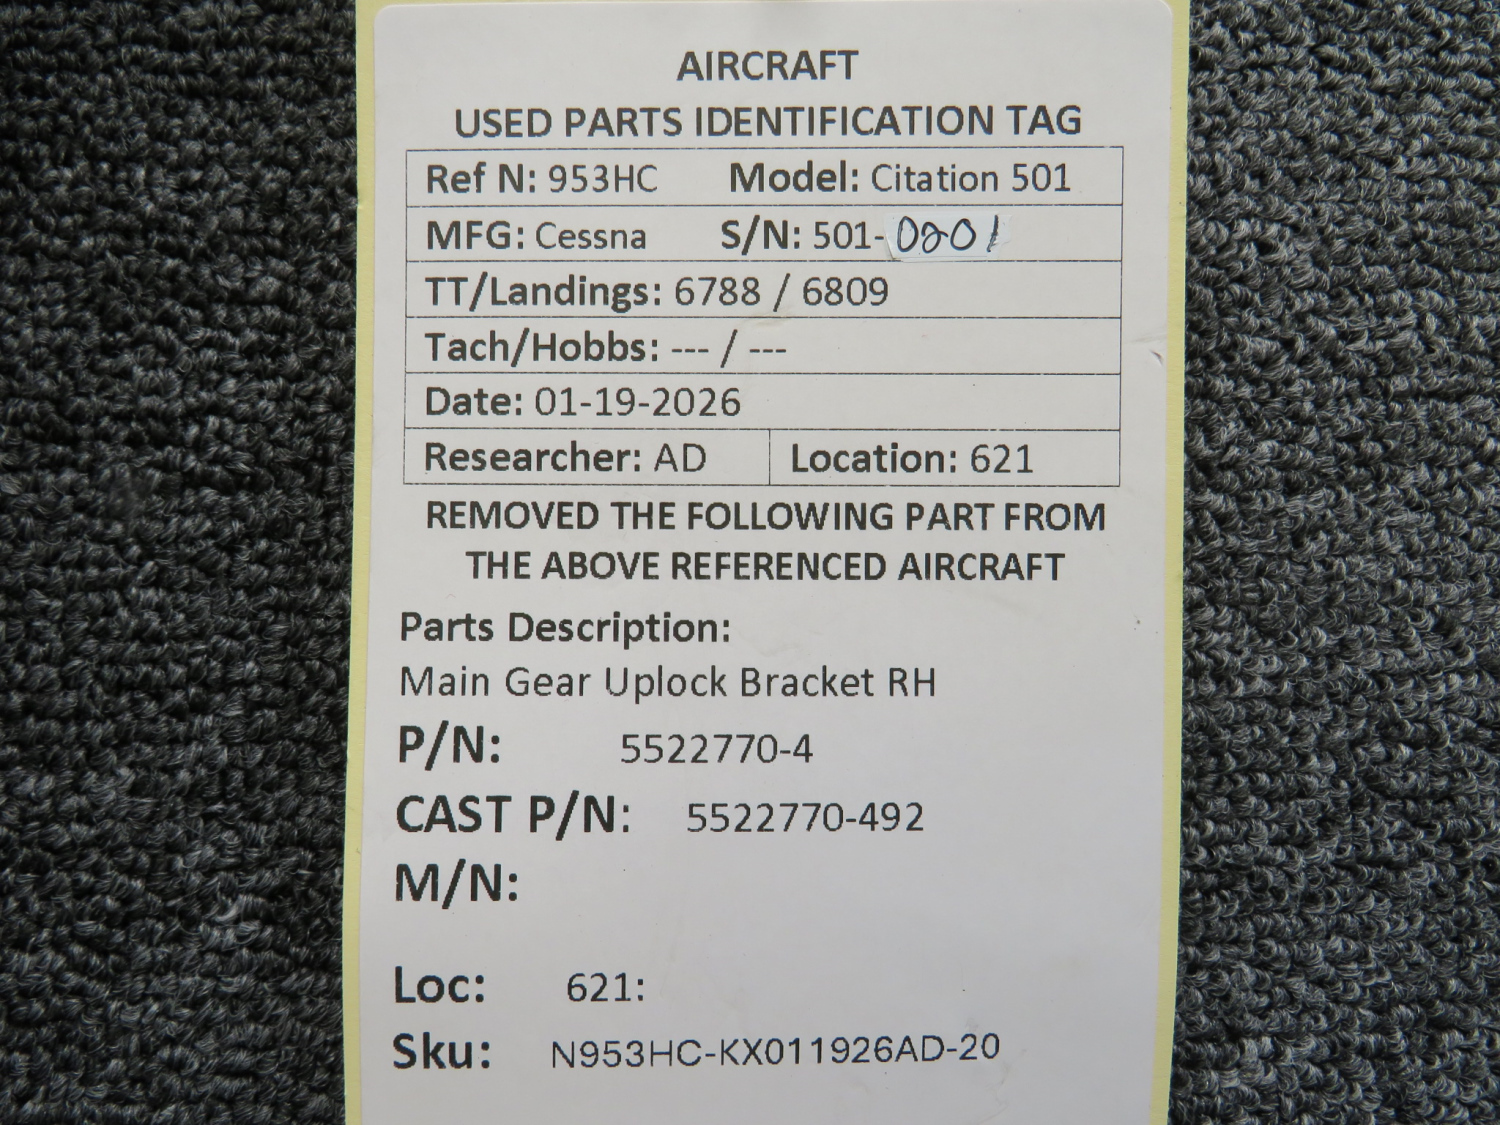 AIRCRAFT
USED PARTS IDENTIFICATION TAG
Ref N: 953HC Model: Citation 501
MFG: Cessna S/N: 501-0201
TT/Landings: 6788 / 6809
Tach/Hobbs: --- / ---
Date: 01-19-2026
Researcher: AD Location: 621
REMOVED THE FOLLOWING PART FROM
THE ABOVE REFERENCED AIRCRAFT
Parts Description:
Main Gear Uplock Bracket RH
P/N: 5522770-4
CAST P/N: 5522770-492
M/N:
Loc: 621:
Sku: N953HC-KX011926AD-20